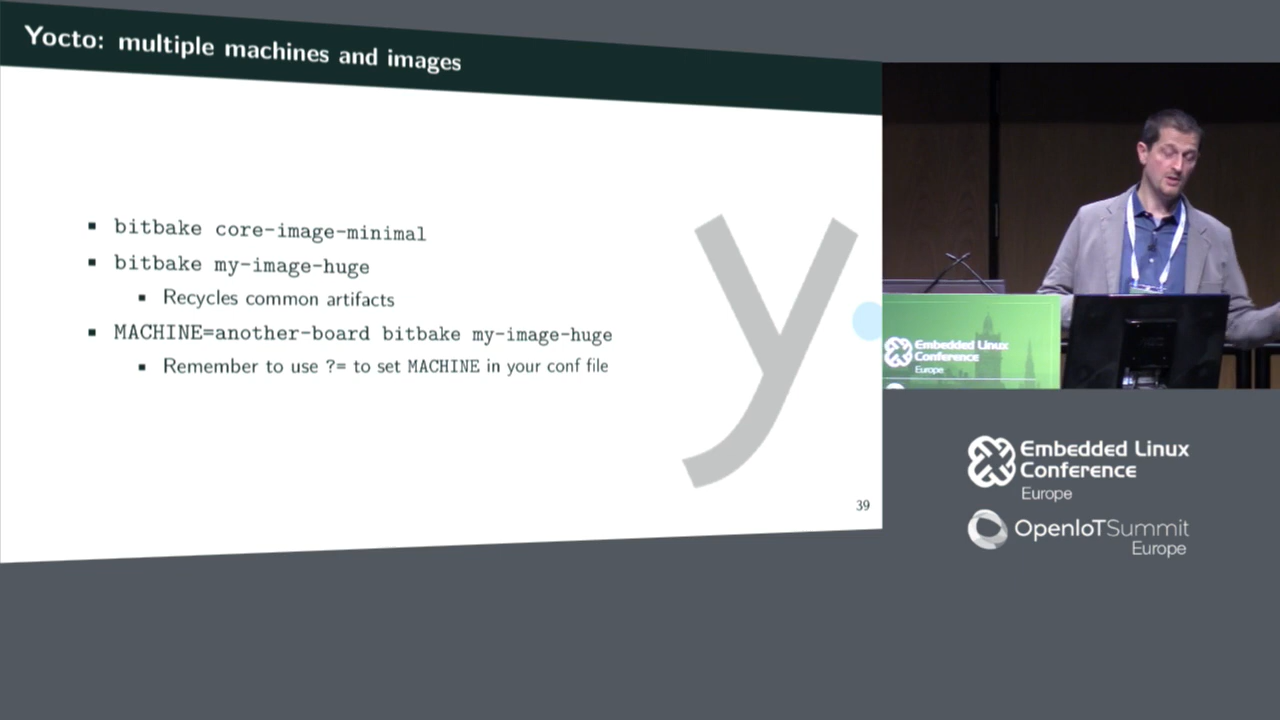 Yocto: multiple machines and images
▪ bitbake core-image-minimal
▪ bitbake my-image-huge
▪ Recycles common artifacts
▪ MACHINE=another-board bitbake my-image-huge
▪ Remember to use ?= to set MACHINE in your conf file
y.
39
Embedded Linux
Conference
Europe
Embedded Linux
Conference
Europe
OpenIoTSummit
Europe